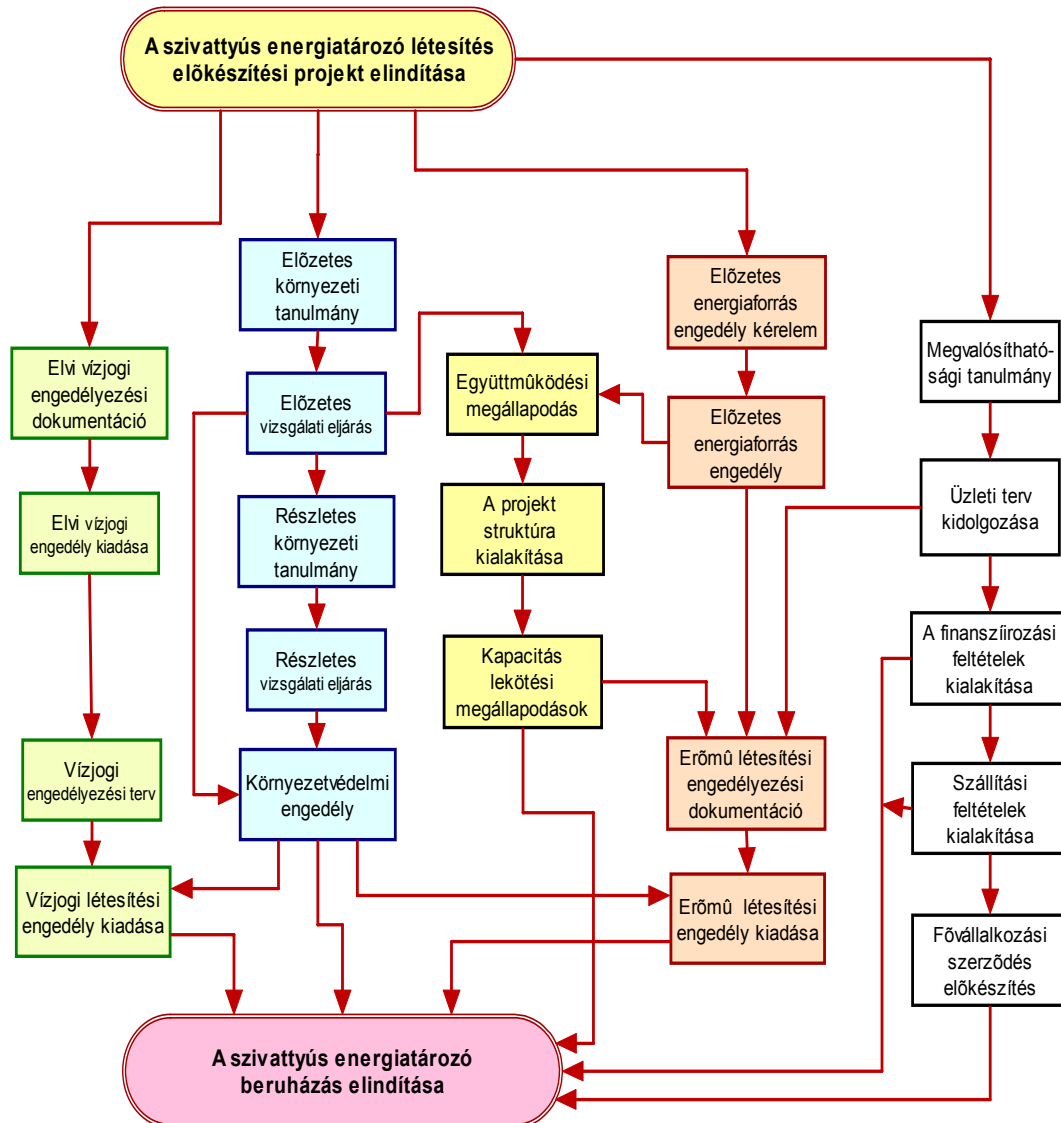 A szivattyús energiatározó létesítés
elõkészítési projekt elindítása
Elvi vízjogi
engedélyezési
dokumentáció
Elvi vízjogi
engedély kiadása
Vízjogi
engedélyezési terv
Vízjogi létesítési
engedély kiadása
Elõzetes
környezeti
tanulmány
Elõzetes
vizsgálati eljárás
Részletes
környezeti
tanulmány
Részletes
vizsgálati eljárás
Környezetvédelmi
engedély
Együttmûködési
megállapodás
A projekt
struktúra
kialakítása
Kapacitás
lekötési
megállapodások
Elõzetes
energiaforrás
engedély kérelem
Elõzetes
energiaforrás
engedély
Erõmû létesítési
engedélyezési
dokumentáció
Erõmû létesítési
engedély kiadása
Megvalósítható-
sági tanulmány
Üzleti terv
kidolgozása
A finanszíirozási
feltételek
kialakítása
Szállítási
feltételek
kialakítása
Fõvállalkozási
szerzõdés
elõkészítés
A szivattyús energiatározó
beruházás elindítása